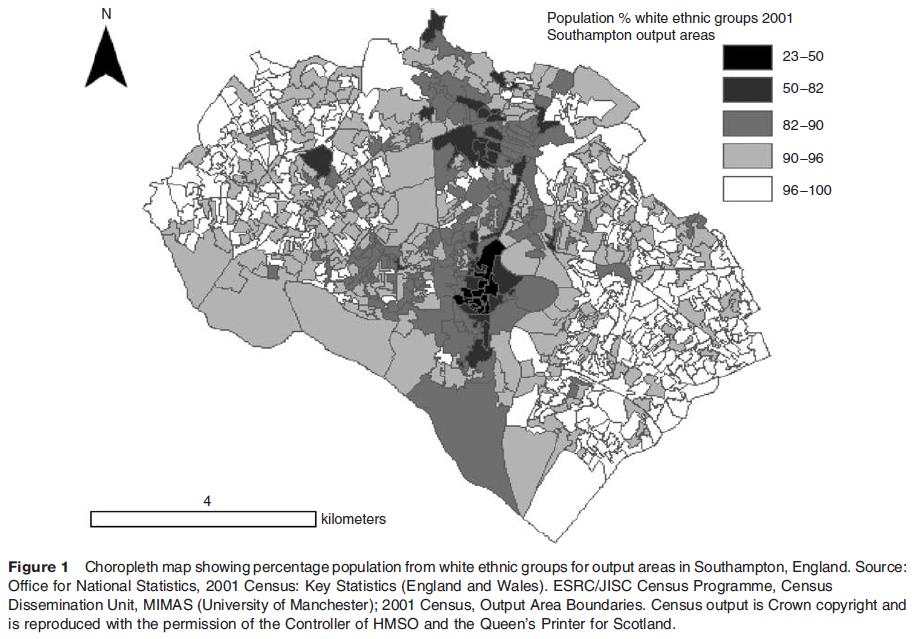 N
Population % white ethnic groups 2001
Southampton output areas
23–50
50–82
82–90
90–96
96–100
4
kilometers
Figure 1 Choropleth map showing percentage population from white ethnic groups for output areas in Southampton, England. Source:
Office for National Statistics, 2001 Census: Key Statistics (England and Wales). ESRC/JISC Census Programme, Census
Dissemination Unit, MIMAS (University of Manchester); 2001 Census, Output Area Boundaries. Census output is Crown copyright and
is reproduced with the permission of the Controller of HMSO and the Queen's Printer for Scotland.